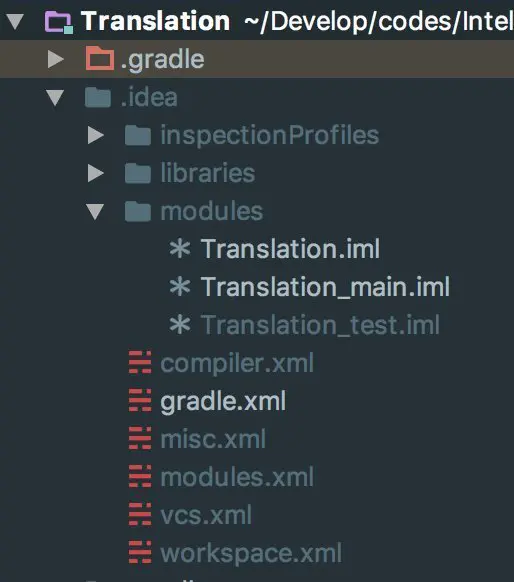 Translation ~/Develop/codes/Intel
.gradle
.idea
inspectionProfiles
libraries
modules
Translation.iml
Translation_main.iml
Translation_test.iml
compiler.xml
gradle.xml
misc.xml
modules.xml
vcs.xml
workspace.xml